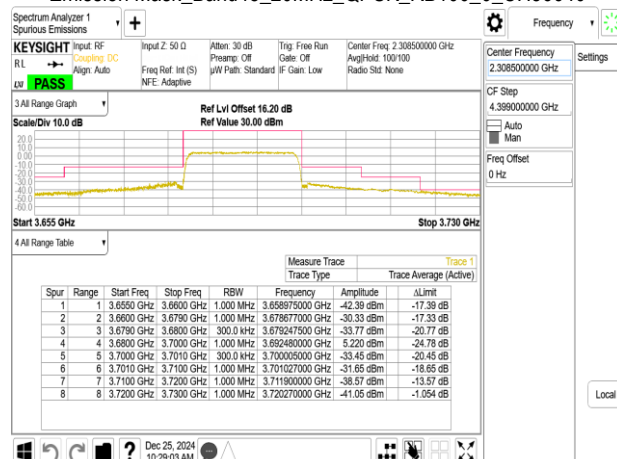 Spectrum Analyzer 1
Spurious Emissions
Frequency
KEYSIGHT
Input: RF
Input Z: 50 Ω
Atten: 30 dB
Trig: Free Run
Center Freq: 2.308500000 GHz
RL
Coupling: DC
Preamp: Off
Gate: Off
Avg|Hold: 100/100
Align: Auto
Freq Ref: Int (S)
µW Path: Standard
IF Gain: Low
Radio Std: None
NFE: Adaptive
LXI PASS
Center Frequency
2.308500000 GHz
Settings
CF Step
4.399000000 GHz
Auto
Man
Freq Offset
0 Hz
3 All Range Graph
Ref Lvl Offset 16.20 dB
Scale/Div 10.0 dB
Ref Value 30.00 dBm
20.0
10.0
0.00
-10.0
-20.0
-30.0
-40.0
-50.0
-60.0
Start 3.655 GHz
Stop 3.730 GHz
4 All Range Table
Measure Trace Trace 1
Trace Type Trace Average (Active)
Spur Range Start Freq Stop Freq RBW Frequency Amplitude ΔLimit
1 1 3.6550 GHz 3.6600 GHz 1.000 MHz 3.658975000 GHz -42.39 dBm -17.39 dB
2 2 3.6600 GHz 3.6790 GHz 1.000 MHz 3.678677000 GHz -30.33 dBm -17.33 dB
3 3 3.6790 GHz 3.6800 GHz 300.0 kHz 3.679247500 GHz -33.77 dBm -20.77 dB
4 4 3.6800 GHz 3.7000 GHz 1.000 MHz 3.692480000 GHz 5.220 dBm -24.78 dB
5 5 3.7000 GHz 3.7010 GHz 300.0 kHz 3.700005000 GHz -33.45 dBm -20.45 dB
6 6 3.7010 GHz 3.7100 GHz 1.000 MHz 3.701027000 GHz -31.65 dBm -18.65 dB
7 7 3.7100 GHz 3.7200 GHz 1.000 MHz 3.711900000 GHz -38.57 dBm -13.57 dB
8 8 3.7200 GHz 3.7300 GHz 1.000 MHz 3.720270000 GHz -41.05 dBm -1.054 dB
Local
Dec 25, 2024
10:29:03 AM